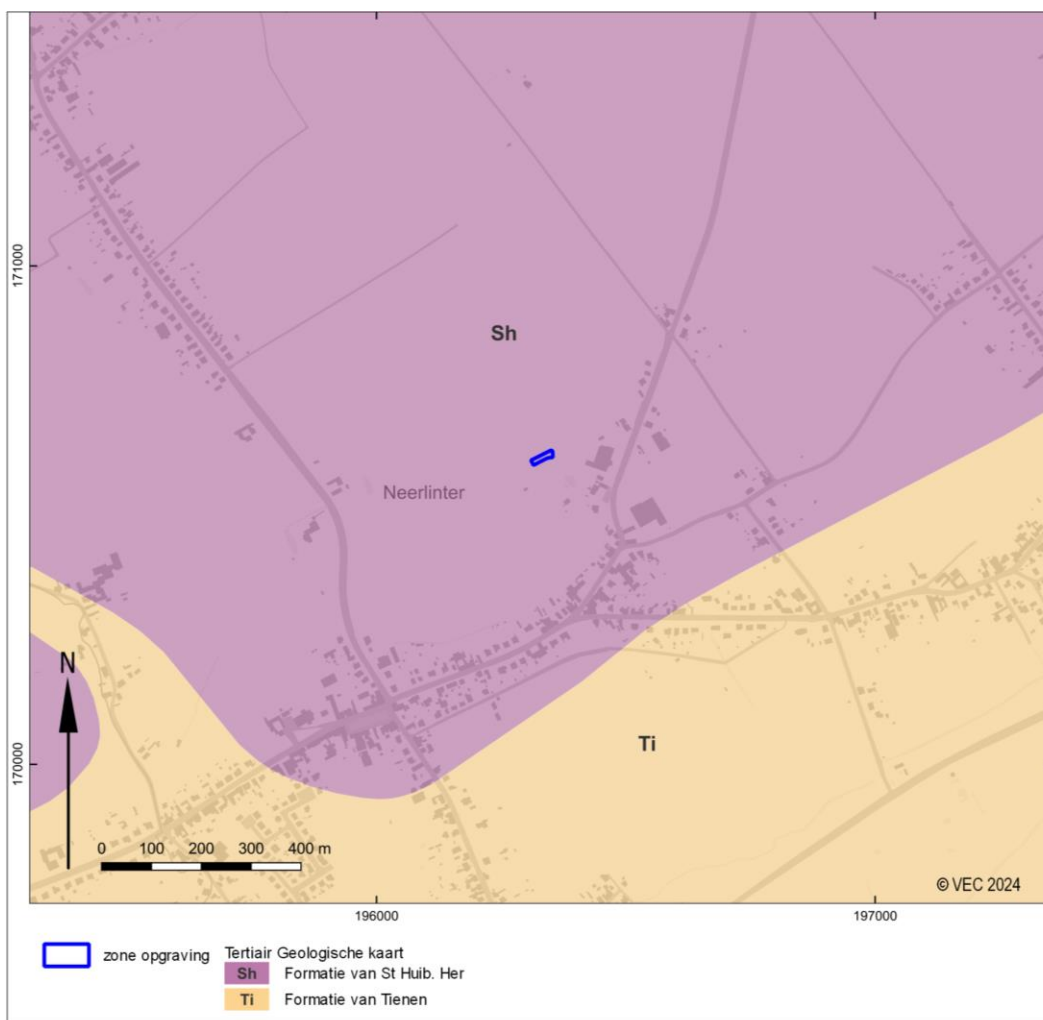 171000
Sh
Neerlinter
N
170000
Ti
0 100 200 300 400 m
© VEC 2024
196000 197000
zone opgraving
Tertiair Geologische kaart
Sh Formatie van St Huib. Her
Ti Formatie van Tienen